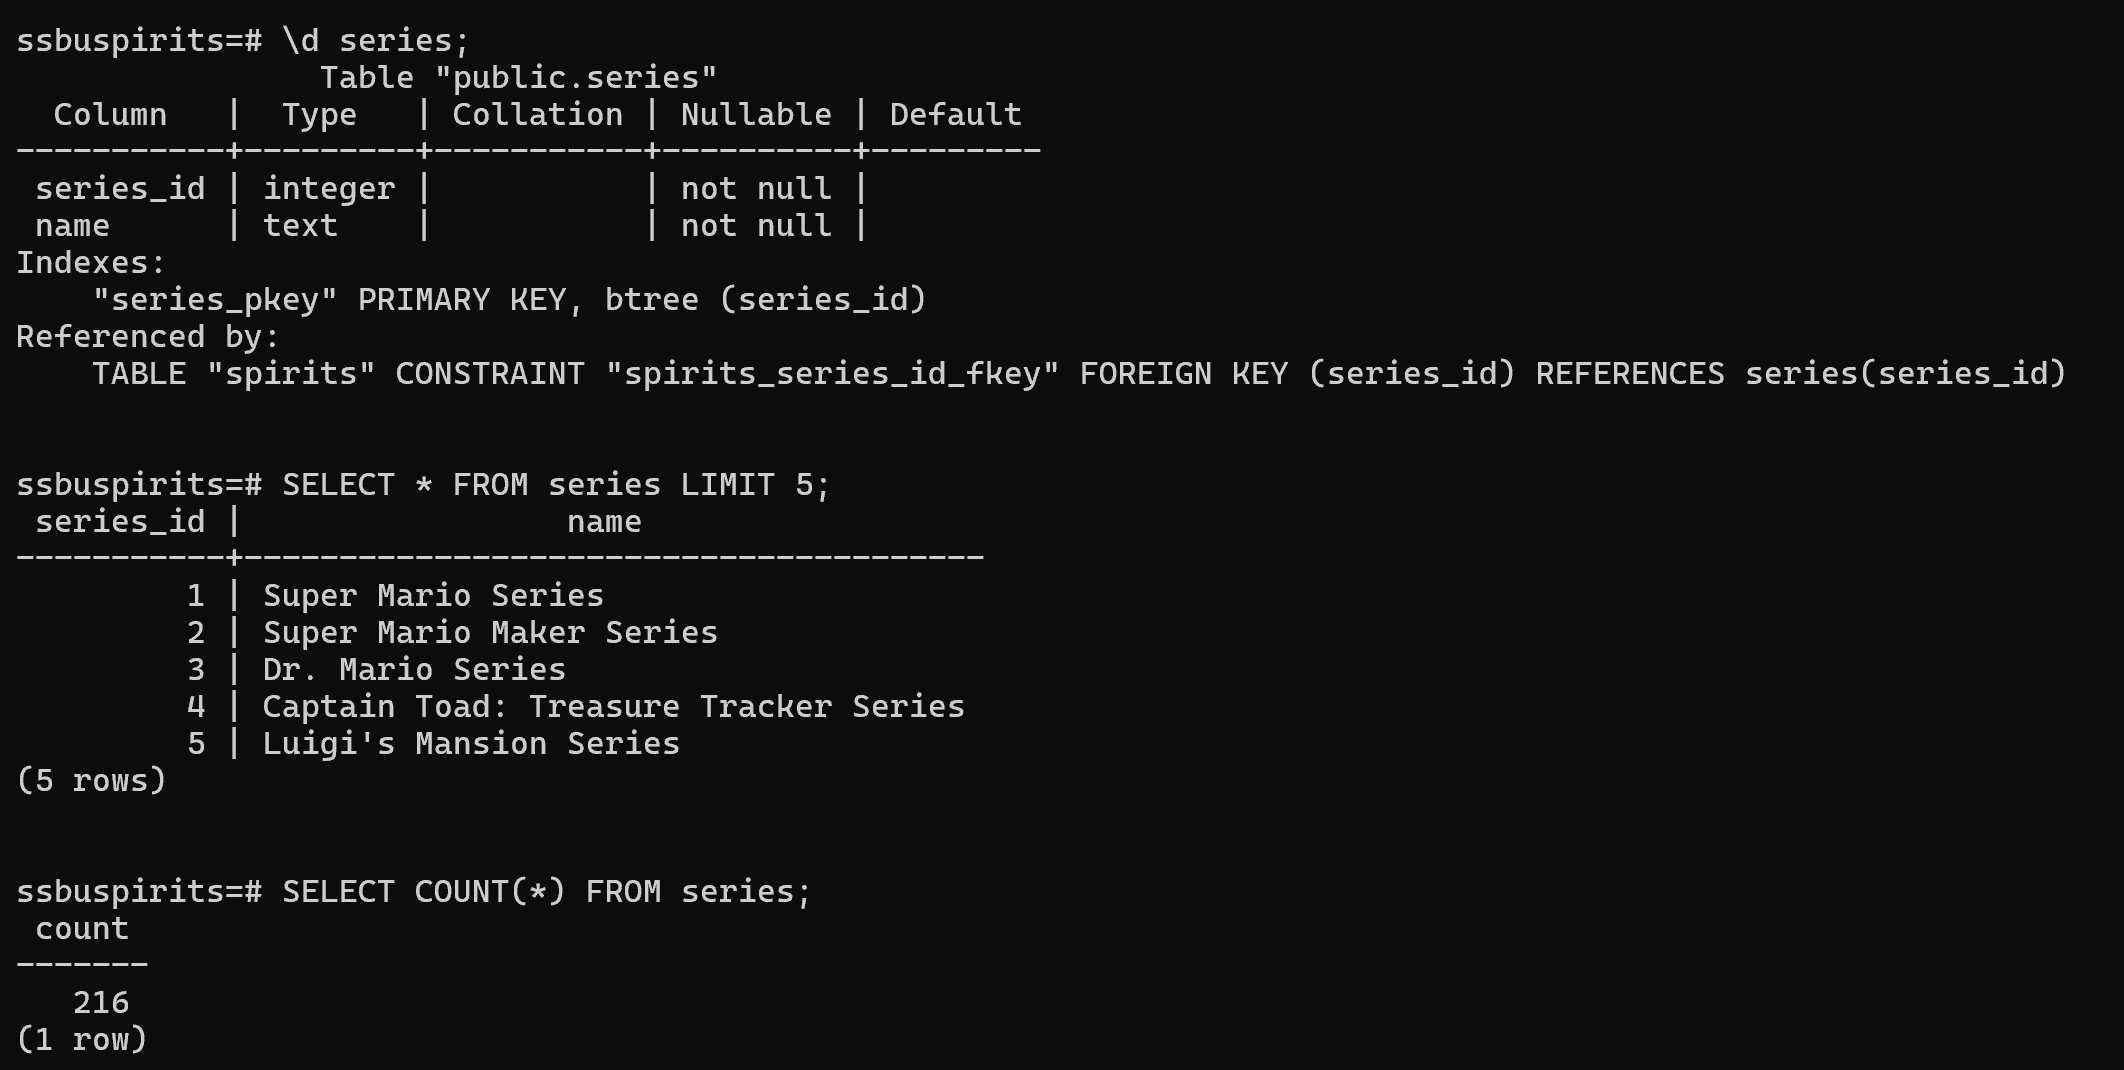 ssbuspirits=# \d series;
               Table "public.series"
  Column   |  Type   | Collation | Nullable | Default
-----------+---------+-----------+----------+---------
 series_id | integer |           | not null |
 name      | text    |           | not null |
Indexes:
    "series_pkey" PRIMARY KEY, btree (series_id)
Referenced by:
    TABLE "spirits" CONSTRAINT "spirits_series_id_fkey" FOREIGN KEY (series_id) REFERENCES series(series_id)
ssbuspirits=# SELECT * FROM series LIMIT 5;
 series_id |                 name
-----------+---------------------------------------
         1 | Super Mario Series
         2 | Super Mario Maker Series
         3 | Dr. Mario Series
         4 | Captain Toad: Treasure Tracker Series
         5 | Luigi's Mansion Series
(5 rows)
ssbuspirits=# SELECT COUNT(*) FROM series;
 count
-------
   216
(1 row)